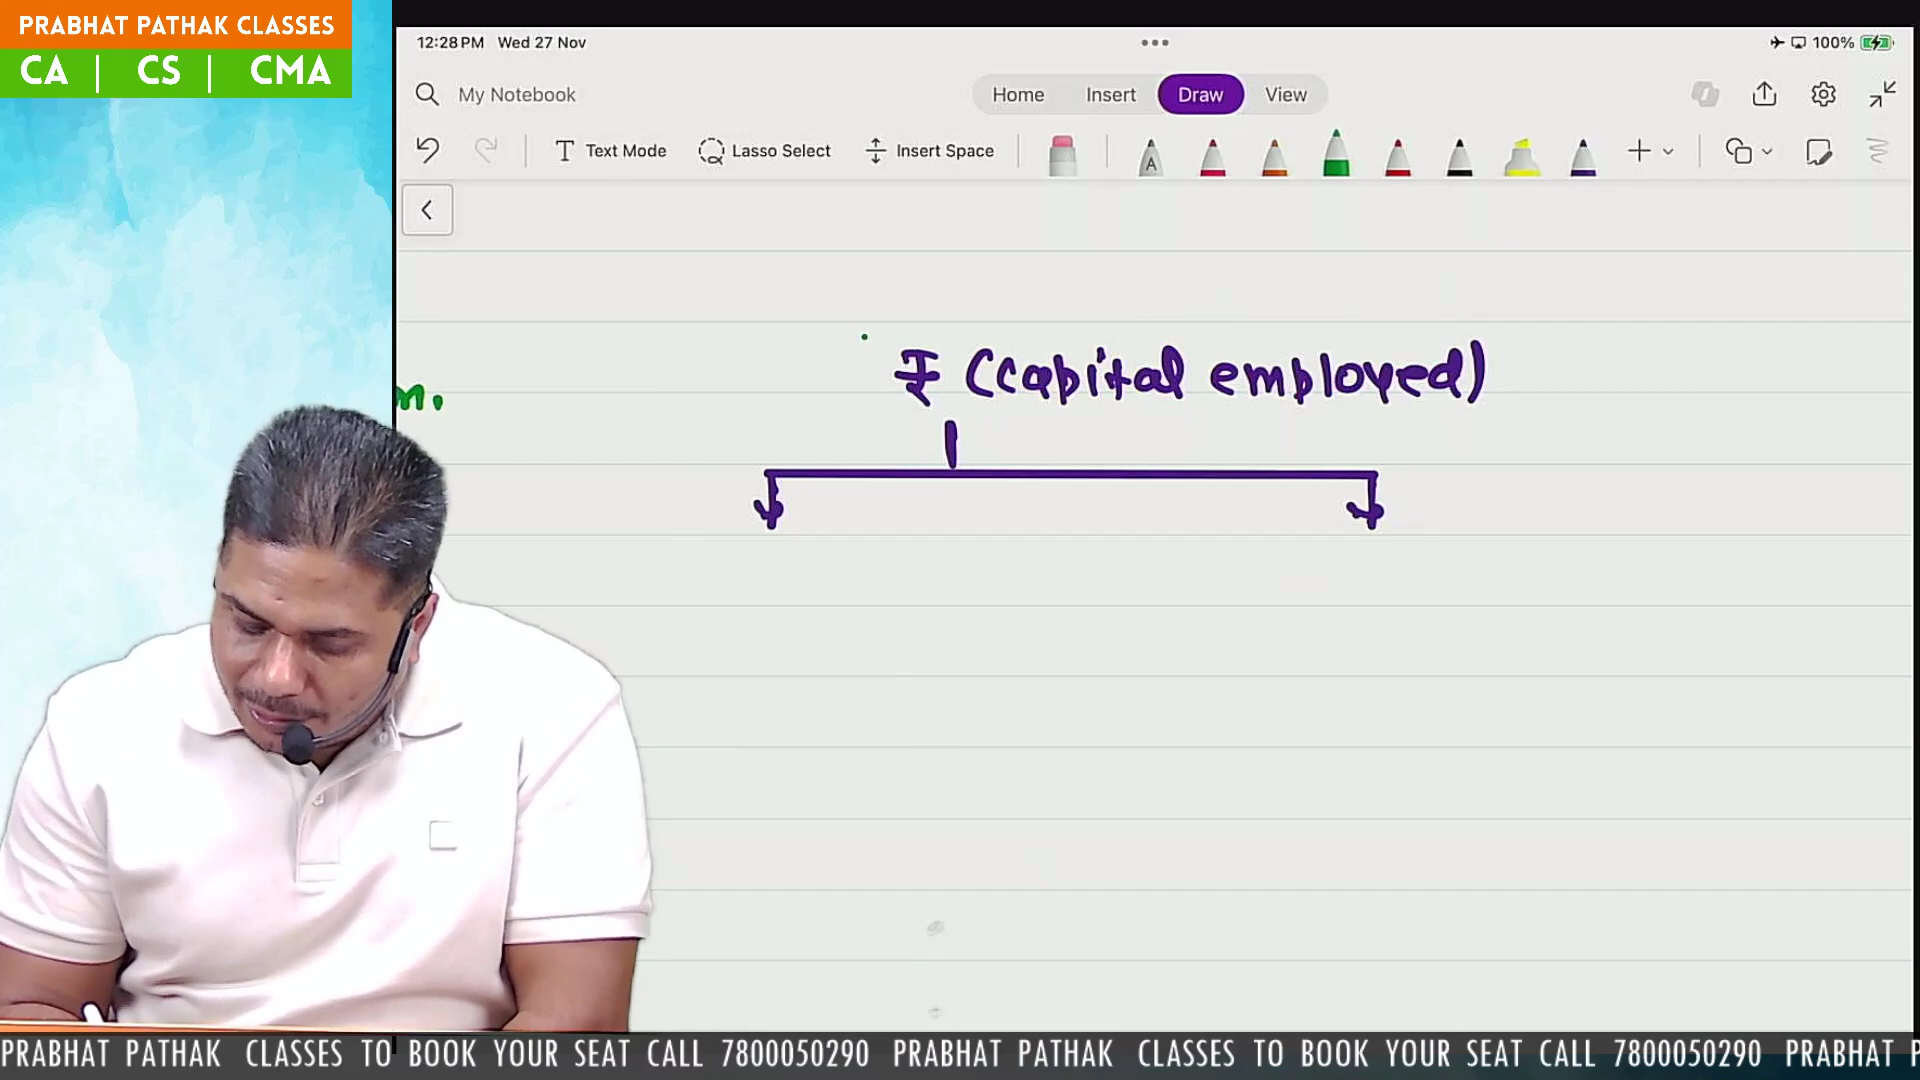 PRABHAT PATHAK CLASSES
CA | CS | CMA
12:28 PM Wed 27 Nov
100%
My Notebook
Home Insert Draw View
Text Mode Lasso Select Insert Space
A
₹ (Capital employed)
n.
PRABHAT PATHAK CLASSES TO BOOK YOUR SEAT CALL 7800050290 PRABHAT PATHAK CLASSES TO BOOK YOUR SEAT CALL 7800050290 PRABHAT P